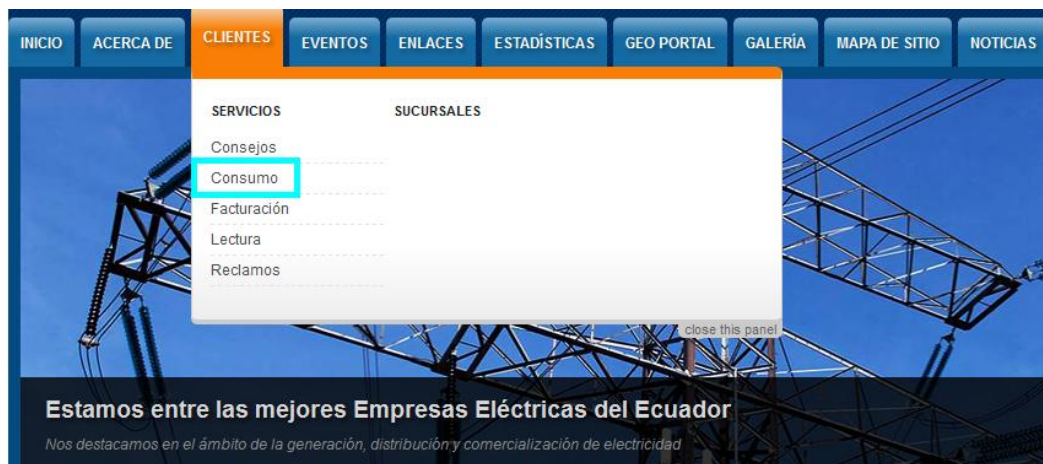 INICIO ACERCA DE CLIENTES EVENTOS ENLACES ESTADÍSTICAS GEO PORTAL GALERÍA MAPA DE SITIO NOTICIAS
SERVICIOS SUCURSALES
Consejos
Consumo
Facturación
Lectura
Reclamos
close this panel
Estamos entre las mejores Empresas Eléctricas del Ecuador
Nos destacamos en el ámbito de la generación, distribución y comercialización de electricidad